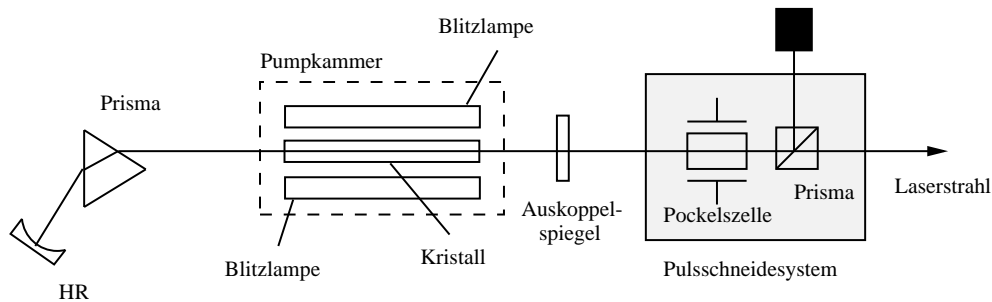 Blitzlampe
Pumpkammer
Prisma
Prisma
Laserstrahl
Auskoppel-
spiegel
Pockelszelle
Kristall
Blitzlampe
Pulsschneidesystem
HR